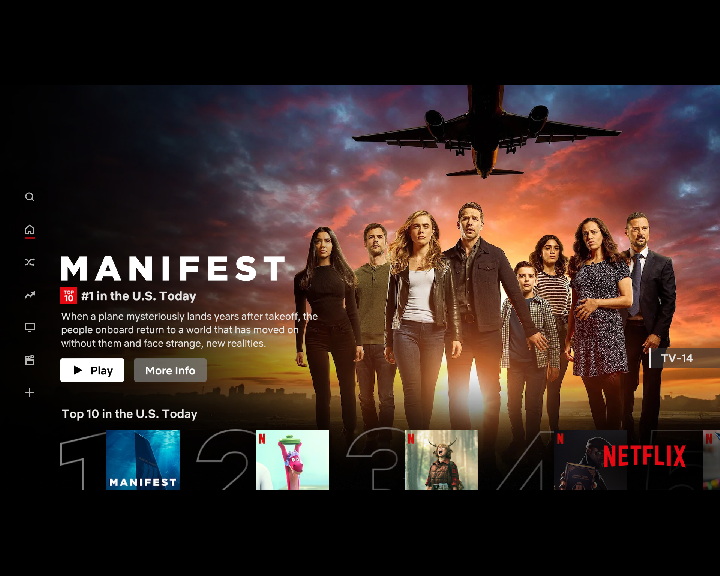 MANIFEST
TOP 10 #1 in the U.S. Today
When a plane mysteriously lands years after takeoff, the
people onboard return to a world that has moved on
without them and face strange, new realities.
Play More Info
TV-14
Top 10 in the U.S. Today
1 2 3 4 5
MANIFEST
N
N
N
NETFLIX
N